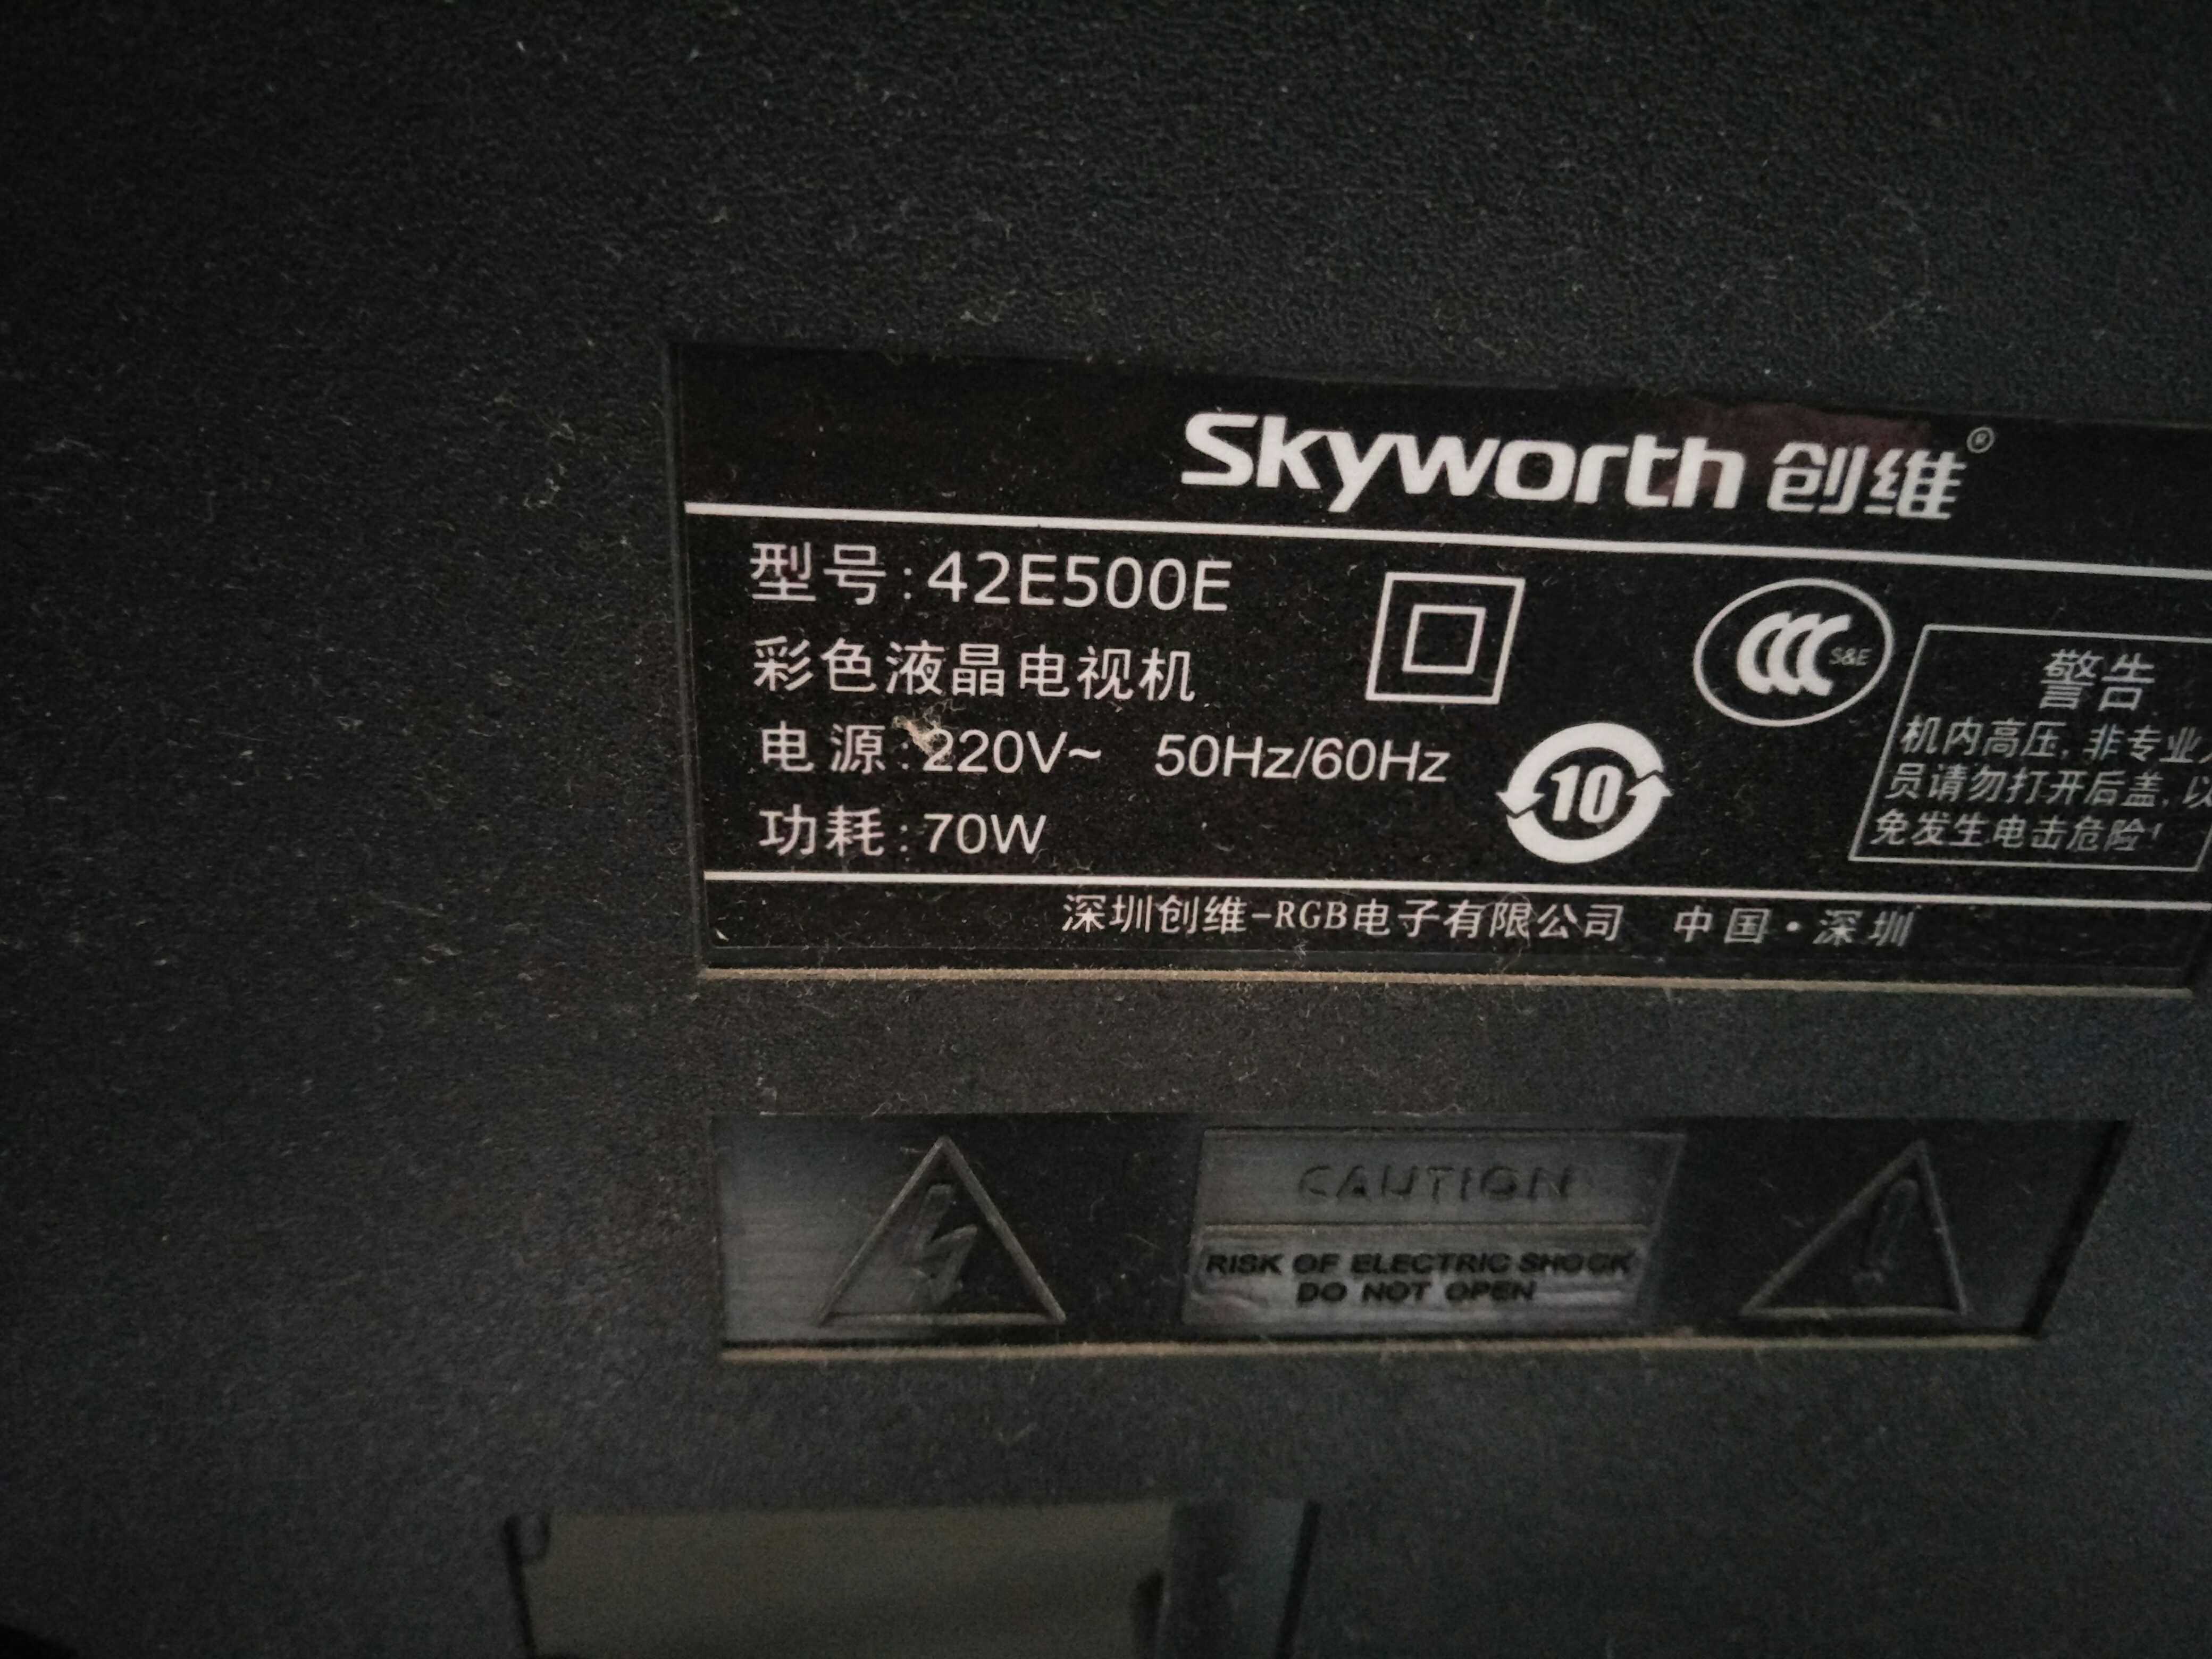 Skyworth 创维®
型号:42E500E
彩色液晶电视机
电源:220V~ 50Hz/60Hz
功耗:70W
CCC S&E
10
警告
机内高压,非专业
员请勿打开后盖,以
免发生电击危险!
深圳创维-RGB电子有限公司 中国·深圳
CAUTION
RISK OF ELECTRIC SHOCK
DO NOT OPEN